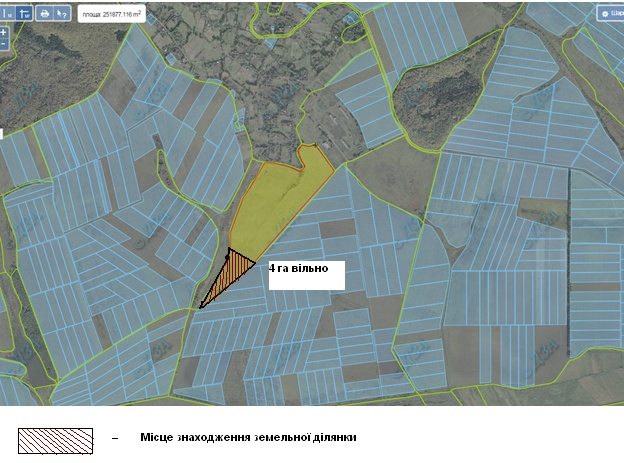 площа: 251877.116 m²
4 га вільно
– Місце знаходження земельної ділянки